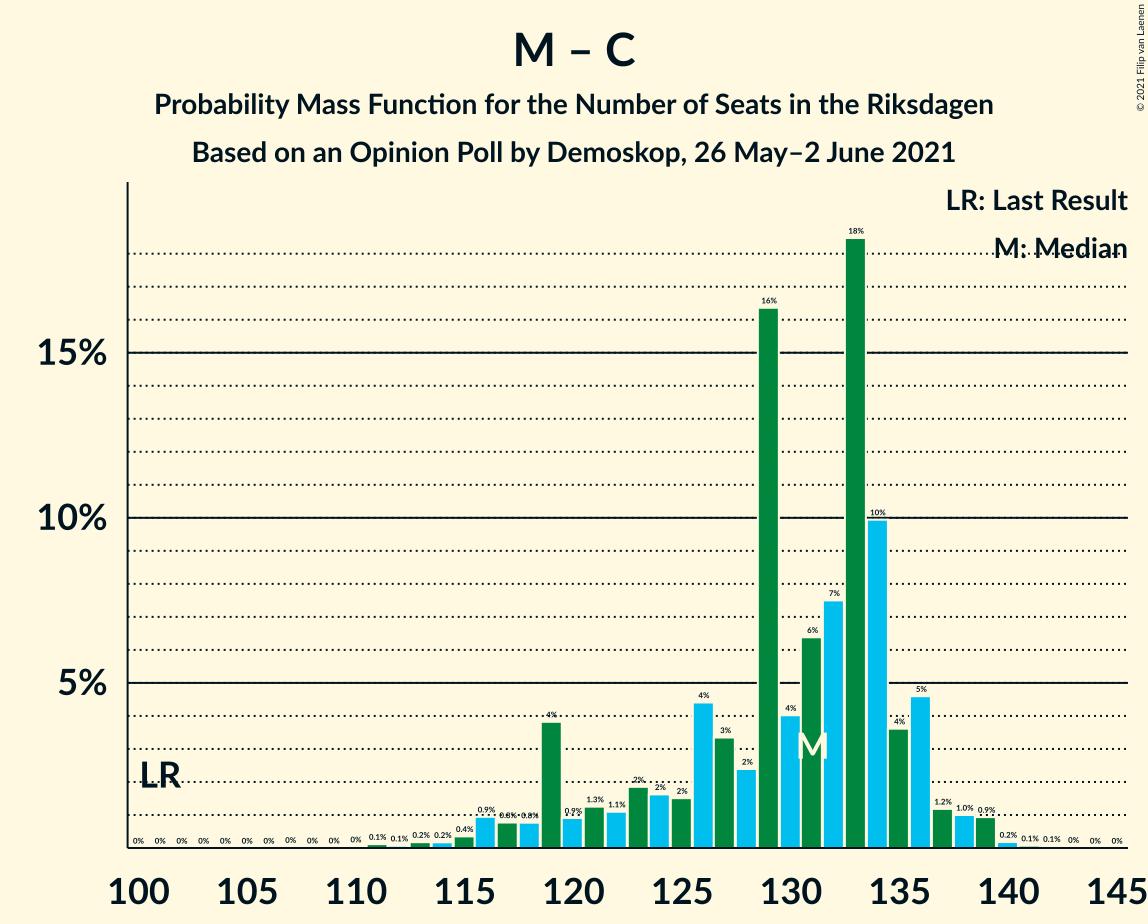 M – C
Probability Mass Function for the Number of Seats in the Riksdagen
Based on an Opinion Poll by Demoskop, 26 May–2 June 2021
© 2021 Filip van Laenen
LR: Last Result
M: Median
15%
10%
5%
LR
M
0% 0% 0% 0% 0% 0% 0% 0% 0% 0% 0% 0.1% 0.1% 0.2% 0.2% 0.4% 0.9% 0.8% 0.8% 4% 0.9% 1.3% 1.1% 2% 2% 2% 4% 3% 2% 16% 4% 6% 7% 18% 10% 4% 5% 1.2% 1.0% 0.9% 0.2% 0.1% 0.1% 0% 0% 0%
100 105 110 115 120 125 130 135 140 145